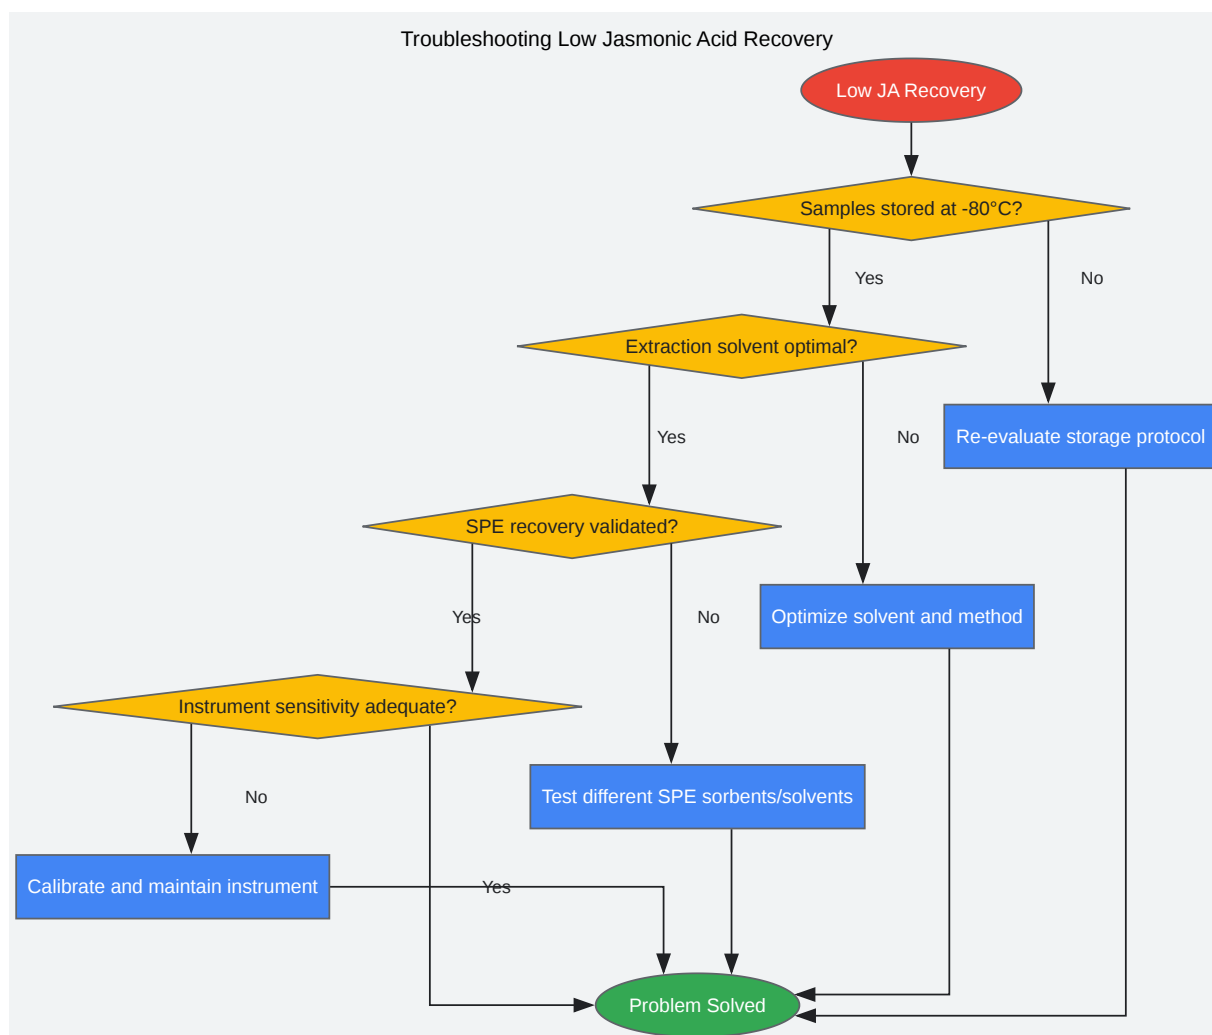 Troubleshooting Low Jasmonic Acid Recovery
Low JA Recovery
Samples stored at -80°C?
Yes
No
Extraction solvent optimal?
Yes
No
Re-evaluate storage protocol
SPE recovery validated?
Yes
No
Optimize solvent and method
Instrument sensitivity adequate?
No
Test different SPE sorbents/solvents
Calibrate and maintain instrument
Yes
Problem Solved